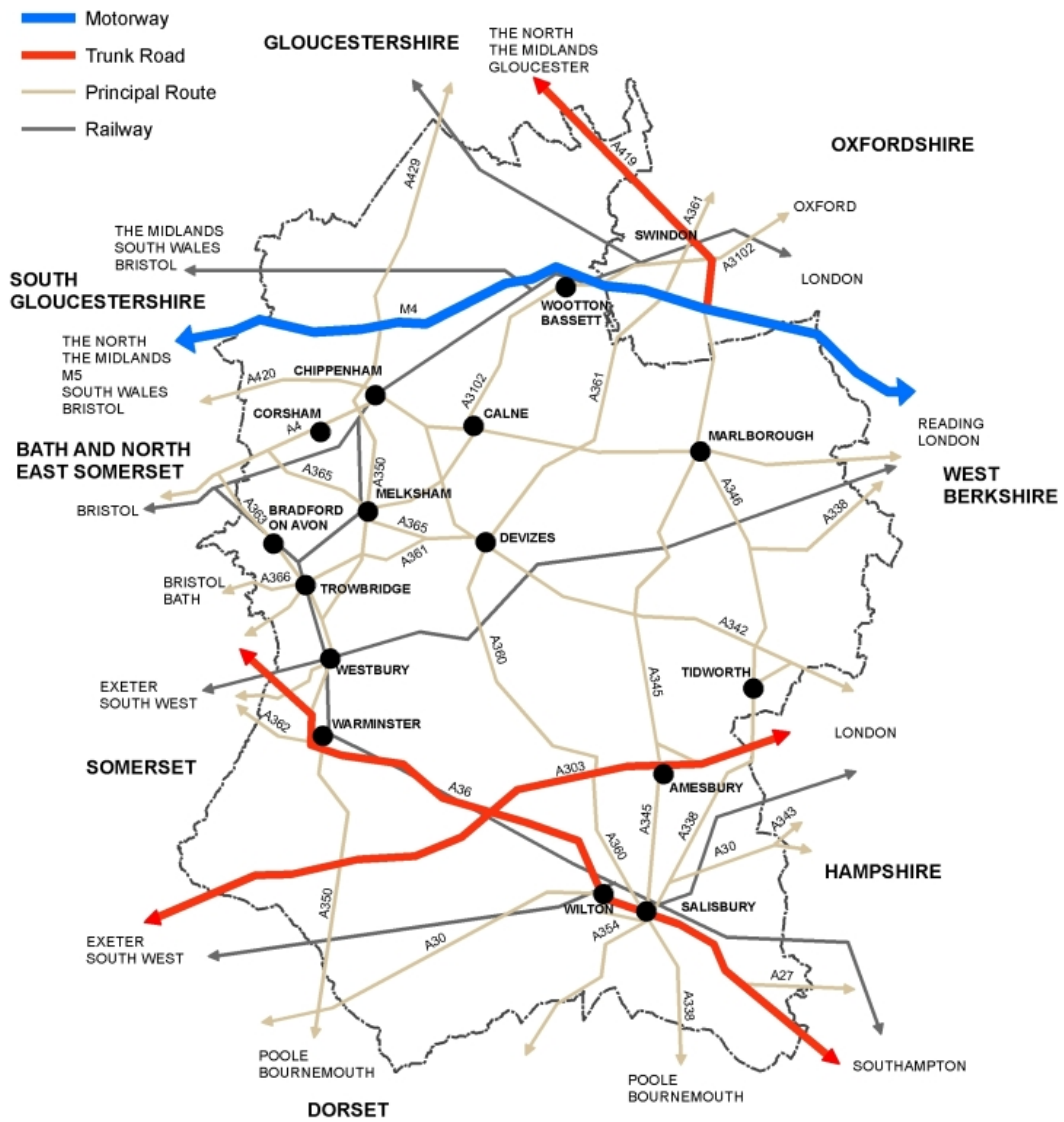 Motorway
Trunk Road
Principal Route
Railway
GLOUCESTERSHIRE
THE NORTH
THE MIDLANDS
GLOUCESTER
OXFORDSHIRE
A419
A429
A361
OXFORD
THE MIDLANDS
SOUTH WALES
BRISTOL
SWINDON
A3102
LONDON
SOUTH
GLOUCESTERSHIRE
M4
WOOTTON
BASSETT
THE NORTH
THE MIDLANDS
M5
SOUTH WALES
BRISTOL
A420
CHIPPENHAM
A3102
A361
CORSHAM
A4
CALNE
READING
LONDON
MARLBOROUGH
BATH AND NORTH
EAST SOMERSET
A365
A350
WEST
BERKSHIRE
A346
MELKSHAM
BRISTOL
A363
BRADFORD
ON AVON
A365
A338
A361
DEVIZES
BRISTOL
BATH
A366
TROWBRIDGE
A342
A360
WESTBURY
A345
TIDWORTH
EXETER
SOUTH WEST
A362
WARMINSTER
LONDON
SOMERSET
A303
A36
AMESBURY
A345
A338
A343
A360
A30
HAMPSHIRE
A350
WILTON
SALISBURY
A354
EXETER
SOUTH WEST
A30
A27
A338
POOLE
BOURNEMOUTH
SOUTHAMPTON
POOLE
BOURNEMOUTH
DORSET